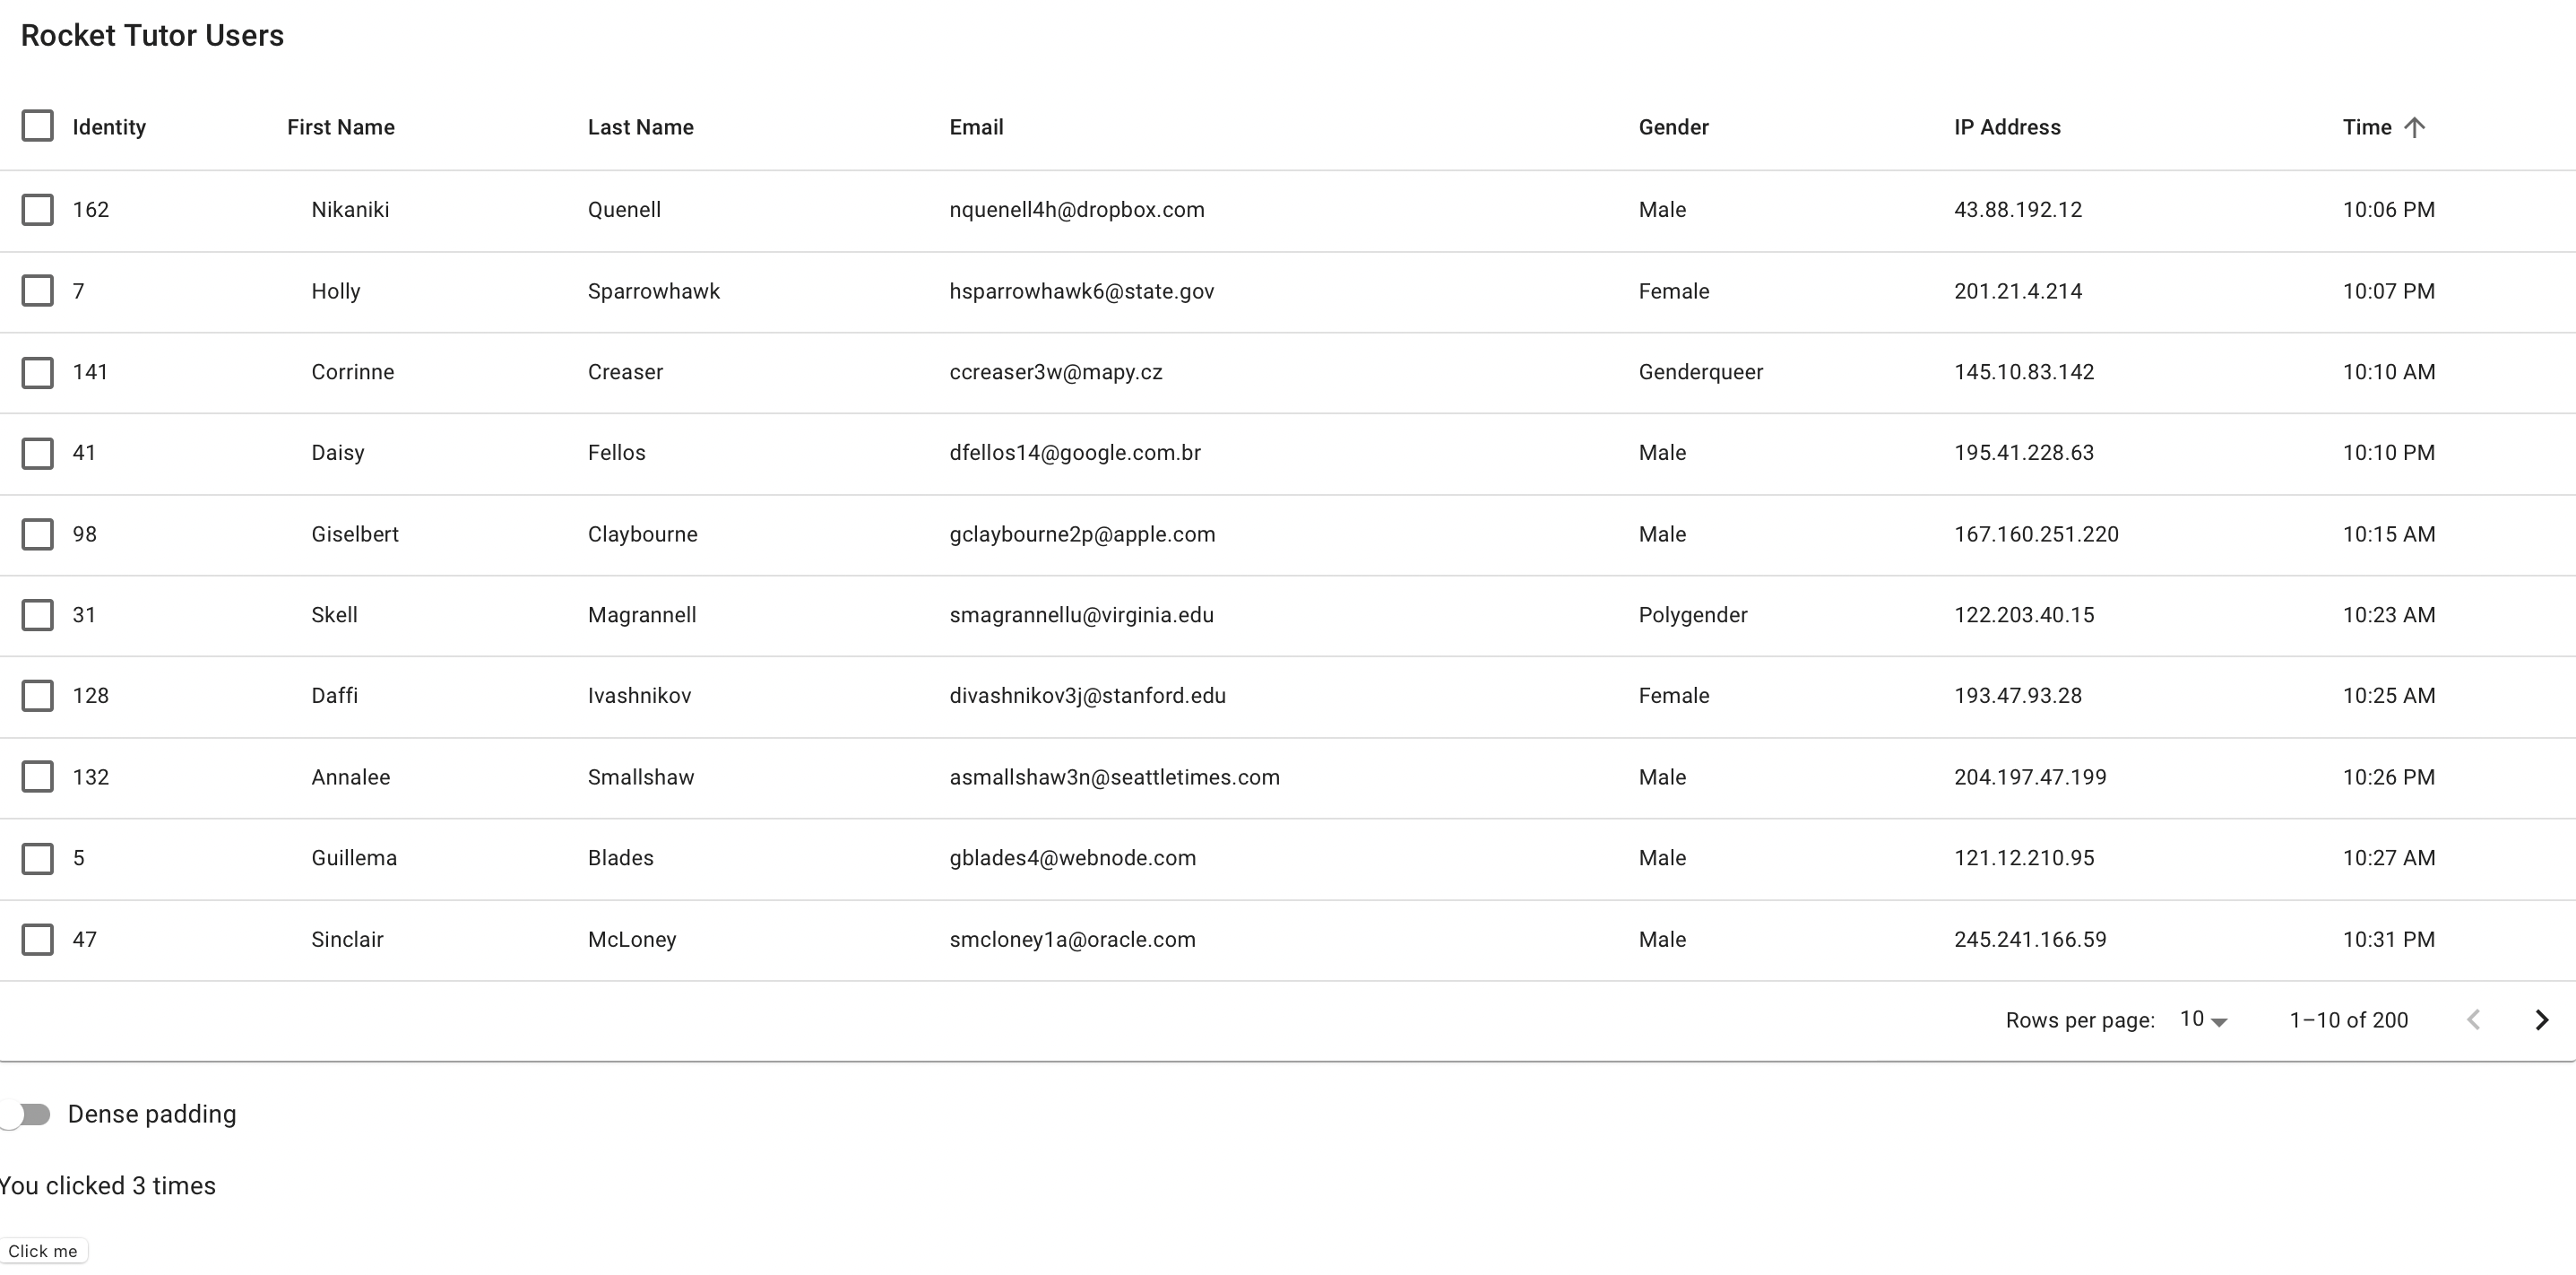 Rocket Tutor Users
Identity First Name Last Name Email Gender IP Address Time
162 Nikaniki Quenell nquenell4h@dropbox.com Male 43.88.192.12 10:06 PM
7 Holly Sparrowhawk hsparrowhawk6@state.gov Female 201.21.4.214 10:07 PM
141 Corrinne Creaser ccreaser3w@mapy.cz Genderqueer 145.10.83.142 10:10 AM
41 Daisy Fellos dfellos14@google.com.br Male 195.41.228.63 10:10 PM
98 Giselbert Claybourne gclaybourne2p@apple.com Male 167.160.251.220 10:15 AM
31 Skell Magrannell smagrannellu@virginia.edu Polygender 122.203.40.15 10:23 AM
128 Daffi Ivashnikov divashnikov3j@stanford.edu Female 193.47.93.28 10:25 AM
132 Annalee Smallshaw asmallshaw3n@seattletimes.com Male 204.197.47.199 10:26 PM
5 Guillema Blades gblades4@webnode.com Male 121.12.210.95 10:27 AM
47 Sinclair McLoney smcloney1a@oracle.com Male 245.241.166.59 10:31 PM
Rows per page: 10 1–10 of 200
Dense padding
You clicked 3 times
Click me